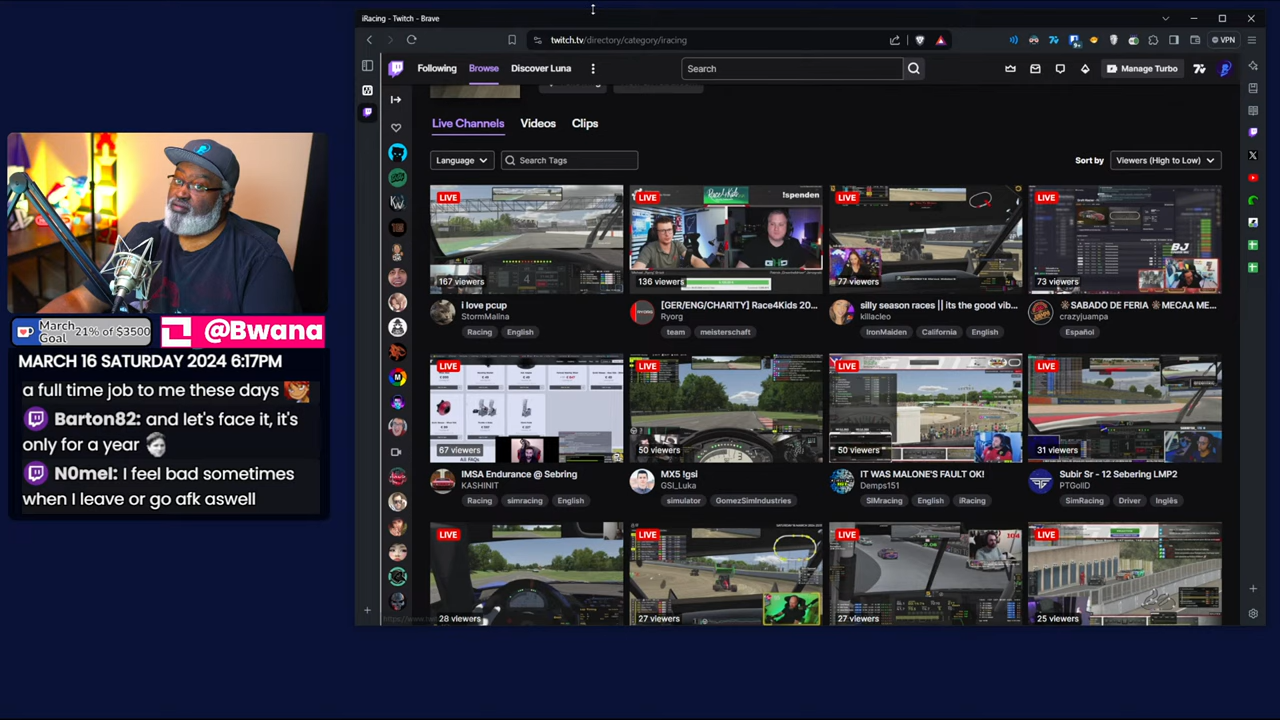 iRacing - Twitch - Brave
twitch.tv/directory/category/iracing
VPN
Following
Browse
Discover Luna
Search
Manage Turbo
Live Channels
Videos
Clips
Language
Search Tags
Sort by
Viewers (High to Low)
LIVE
167 viewers
i love pcup
StormMalina
Racing
English
LIVE
!spenden
136 viewers
[GER/ENG/CHARITY] Race4Kids 20...
Ryorg
team
meisterschaft
LIVE
77 viewers
silly season races || its the good vib...
killacleo
IronMaiden
California
English
LIVE
73 viewers
SABADO DE FERIA MECAA ME...
crazyjuampa
Español
LIVE
67 viewers
IMSA Endurance @ Sebring
KASHINIT
Racing
simracing
English
LIVE
50 viewers
MX5 lgsi
GSI_Luka
simulator
GomezSimIndustries
LIVE
50 viewers
IT WAS MALONE'S FAULT OK!
Demps151
SIMracing
English
iRacing
LIVE
31 viewers
Subir Sr - 12 Sebering LMP2
PTGoID
SimRacing
Driver
Inglês
LIVE
28 viewers
LIVE
27 viewers
LIVE
27 viewers
LIVE
25 viewers
March
Goal
21% of $3500
@Bwana
MARCH 16 SATURDAY 2024 6:17PM
a full time job to me these days
Barton82: and let's face it, it's
only for a year
N0mel: I feel bad sometimes
when I leave or go afk aswell